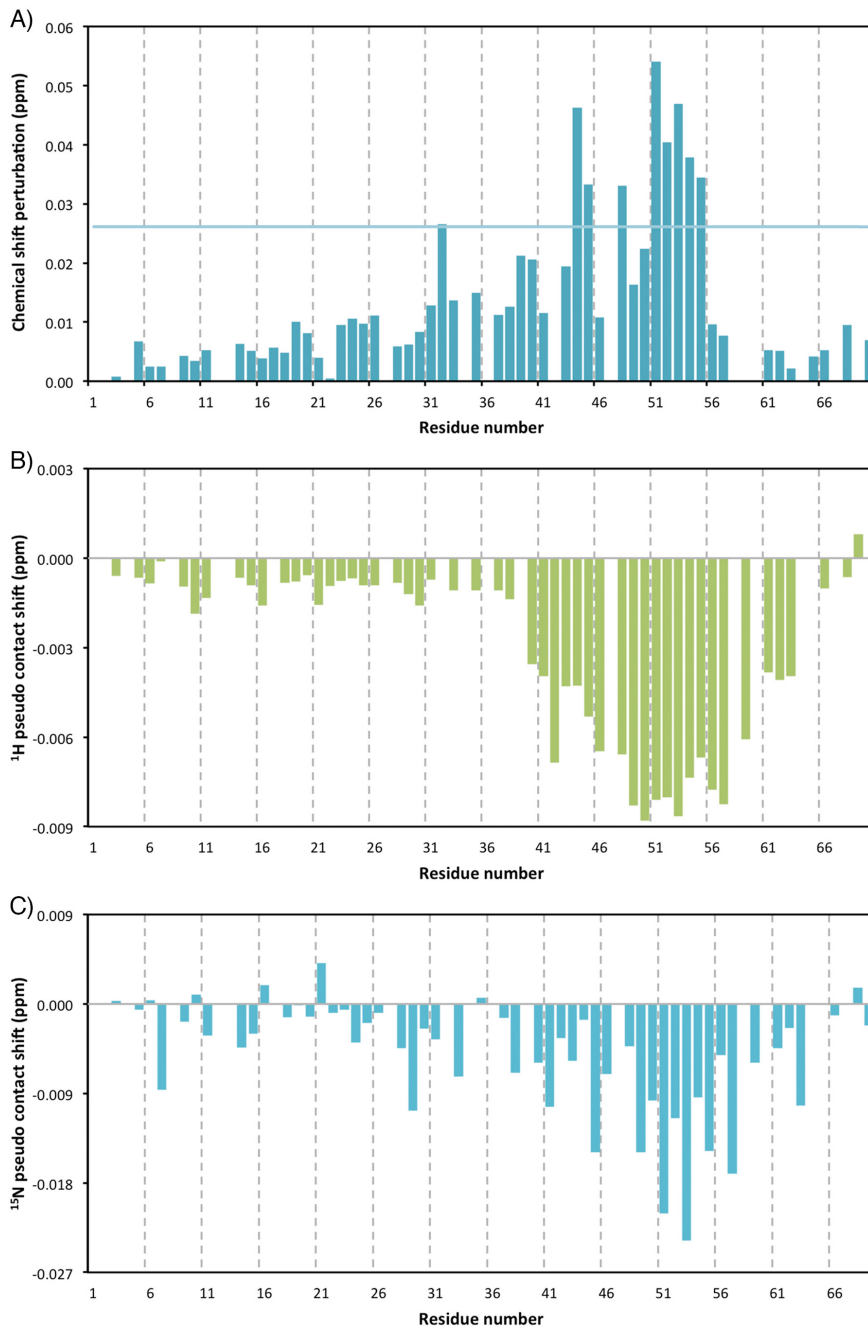 A)
0.06
0.05
0.04
0.03
0.02
0.01
0.00
Chemical shift perturbation (ppm)
1 6 11 16 21 26 31 36 41 46 51 56 61 66
Residue number
B)
0.003
0.000
-0.003
-0.006
-0.009
¹H pseudo contact shift (ppm)
1 6 11 16 21 26 31 36 41 46 51 56 61 66
Residue number
C)
0.009
0.000
-0.009
-0.018
-0.027
¹⁵N pseudo contact shift (ppm)
1 6 11 16 21 26 31 36 41 46 51 56 61 66
Residue number